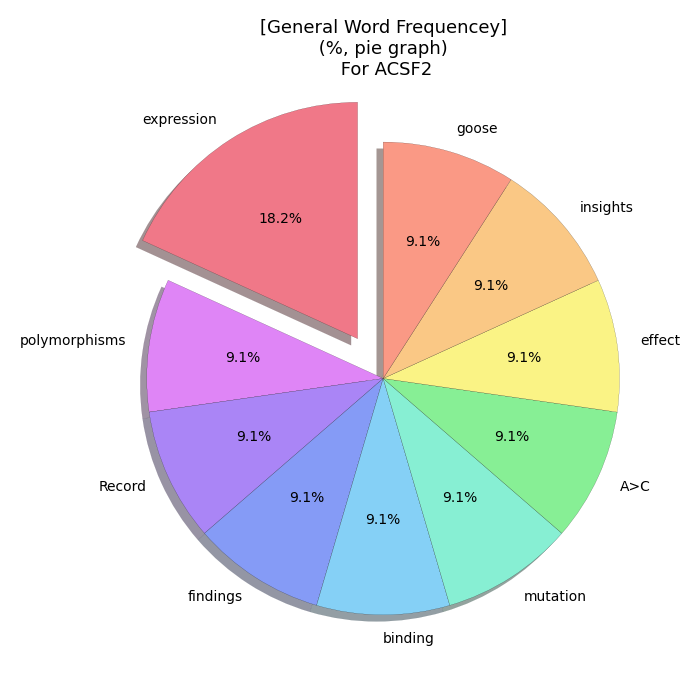 [General Word Frequencey]
(%, pie graph)
For ACSF2
expression
18.2%
goose
9.1%
insights
9.1%
effect
9.1%
A>C
9.1%
mutation
9.1%
binding
9.1%
findings
9.1%
Record
9.1%
polymorphisms
9.1%